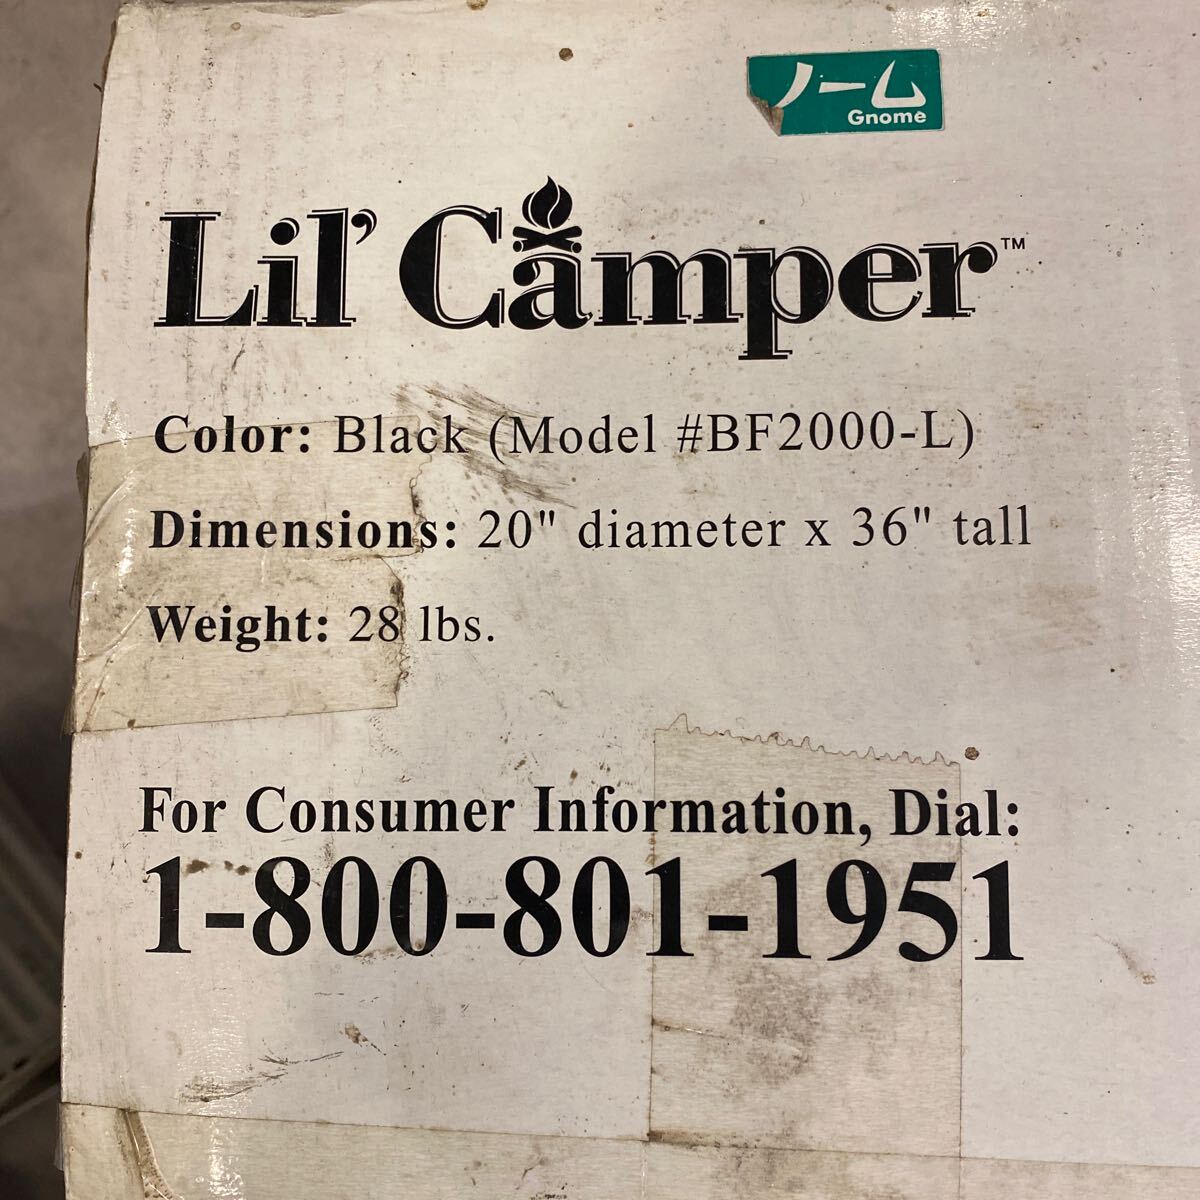 ノーム
Gnome
Lil' Camper™
Color: Black (Model #BF2000-L)
Dimensions: 20" diameter x 36" tall
Weight: 28 lbs.
For Consumer Information, Dial:
1-800-801-1951